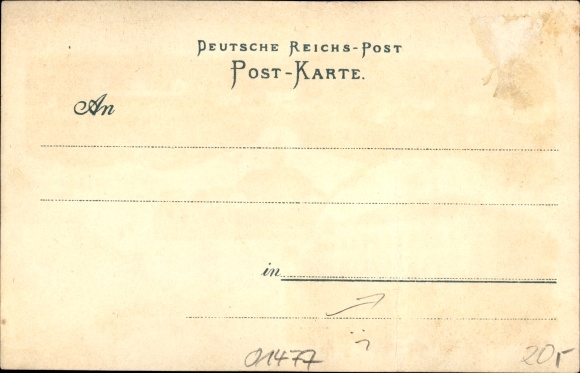 Deutsche Reichs-Post
Post-Karte.
An
in
01477
20,-